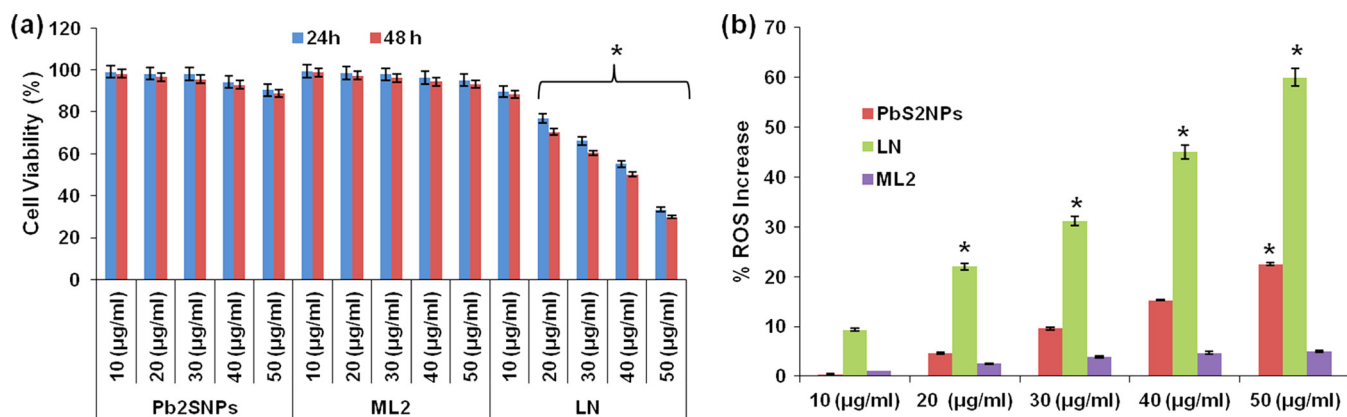 (a)
120
100
80
60
40
20
0
Cell Viability (%)
24h 48 h
*
10 (µg/ml) 20 (µg/ml) 30 (µg/ml) 40 (µg/ml) 50 (µg/ml) 10 (µg/ml) 20 (µg/ml) 30 (µg/ml) 40 (µg/ml) 50 (µg/ml) 10 (µg/ml) 20 (µg/ml) 30 (µg/ml) 40 (µg/ml) 50 (µg/ml)
Pb2SNPs ML2 LN
(b)
70
60
50
40
30
20
10
0
% ROS Increase
PbS2NPs
LN
ML2
* * * * *
10 (µg/ml) 20 (µg/ml) 30 (µg/ml) 40 (µg/ml) 50 (µg/ml)